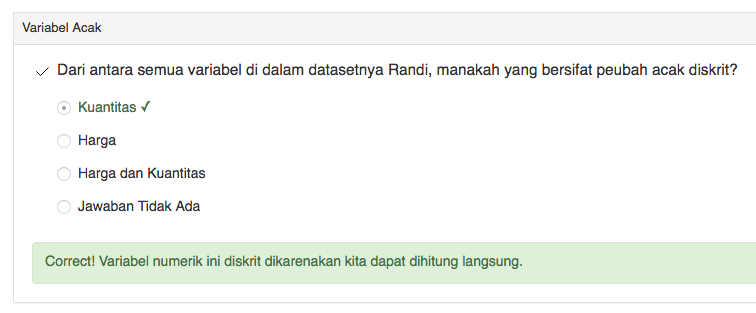 Variabel Acak
✓ Dari antara semua variabel di dalam datasetnya Randi, manakah yang bersifat peubah acak diskrit?
Kuantitas ✓
Harga
Harga dan Kuantitas
Jawaban Tidak Ada
Correct! Variabel numerik ini diskrit dikarenakan kita dapat dihitung langsung.